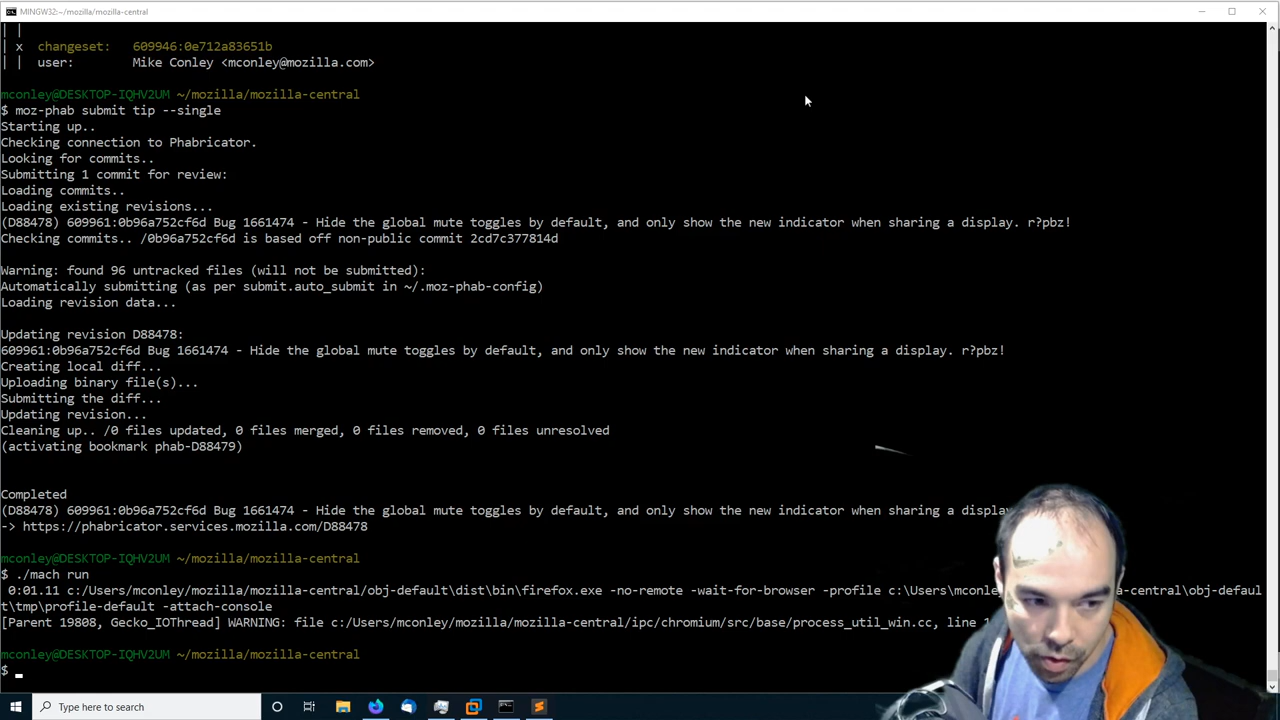 MINGW32:~/mozilla/mozilla-central
| |
| x  changeset:   609946:0e712a83651b
| |  user:        Mike Conley <mconley@mozilla.com>
mconley@DESKTOP-IQHV2UM ~/mozilla/mozilla-central
$ moz-phab submit tip --single
Starting up..
Checking connection to Phabricator.
Looking for commits..
Submitting 1 commit for review:
Loading commits..
Loading existing revisions...
(D88478) 609961:0b96a752cf6d Bug 1661474 - Hide the global mute toggles by default, and only show the new indicator when sharing a display. r?pbz!
Checking commits.. /0b96a752cf6d is based off non-public commit 2cd7c377814d
Warning: found 96 untracked files (will not be submitted):
Automatically submitting (as per submit.auto_submit in ~/.moz-phab-config)
Loading revision data...
Updating revision D88478:
609961:0b96a752cf6d Bug 1661474 - Hide the global mute toggles by default, and only show the new indicator when sharing a display. r?pbz!
Creating local diff...
Uploading binary file(s)...
Submitting the diff...
Updating revision...
Cleaning up.. /0 files updated, 0 files merged, 0 files removed, 0 files unresolved
(activating bookmark phab-D88479)
Completed
(D88478) 609961:0b96a752cf6d Bug 1661474 - Hide the global mute toggles by default, and only show the new indicator when sharing a display
-> https://phabricator.services.mozilla.com/D88478
mconley@DESKTOP-IQHV2UM ~/mozilla/mozilla-central
$ ./mach run
0:01.11 c:/Users/mconley/mozilla/mozilla-central/obj-default\dist\bin\firefox.exe -no-remote -wait-for-browser -profile c:\Users\mcon a-central\obj-defaul
t\tmp\profile-default -attach-console
[Parent 19808, Gecko_IOThread] WARNING: file c:/Users/mconley/mozilla/mozilla-central/ipc/chromium/src/base/process_util_win.cc, line
mconley@DESKTOP-IQHV2UM ~/mozilla/mozilla-central
$
Type here to search